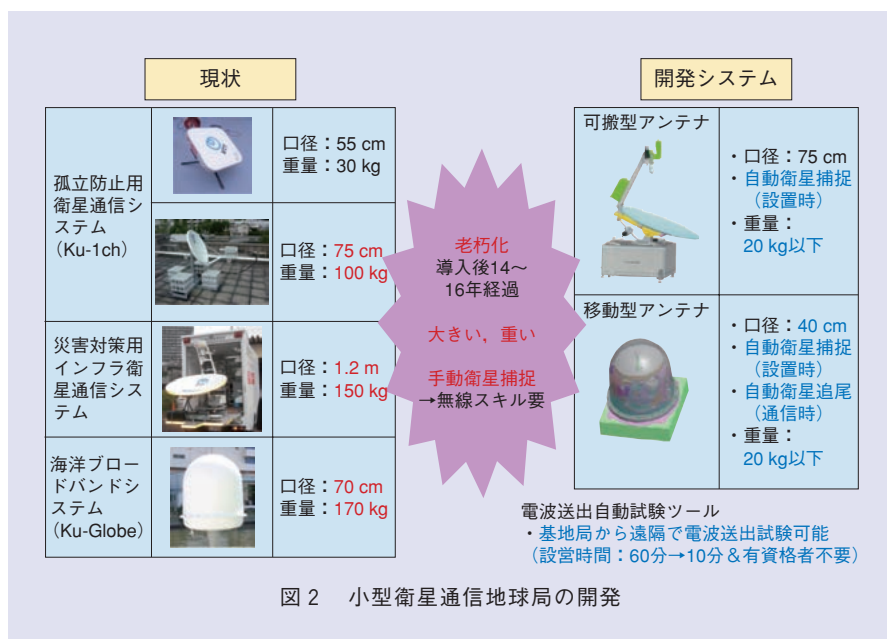 現状
孤立防止用
衛星通信シ
ステム
(Ku-1ch)
口径：55 cm
重量：30 kg
口径：75 cm
重量：100 kg
災害対策用
インフラ衛
星通信シス
テム
口径：1.2 m
重量：150 kg
海洋ブロー
ドバンドシ
ステム
(Ku-Globe)
口径：70 cm
重量：170 kg
老朽化
導入後14～
16年経過
大きい，重い
手動衛星捕捉
→無線スキル要
開発システム
可搬型アンテナ
・口径：75 cm
・自動衛星捕捉
（設置時）
・重量：
20 kg以下
移動型アンテナ
・口径：40 cm
・自動衛星捕捉
（設置時）
・自動衛星追尾
（通信時）
・重量：
20 kg以下
電波送出自動試験ツール
・基地局から遠隔で電波送出試験可能
（設営時間：60分→10分＆有資格者不要）
図 2　小型衛星通信地球局の開発